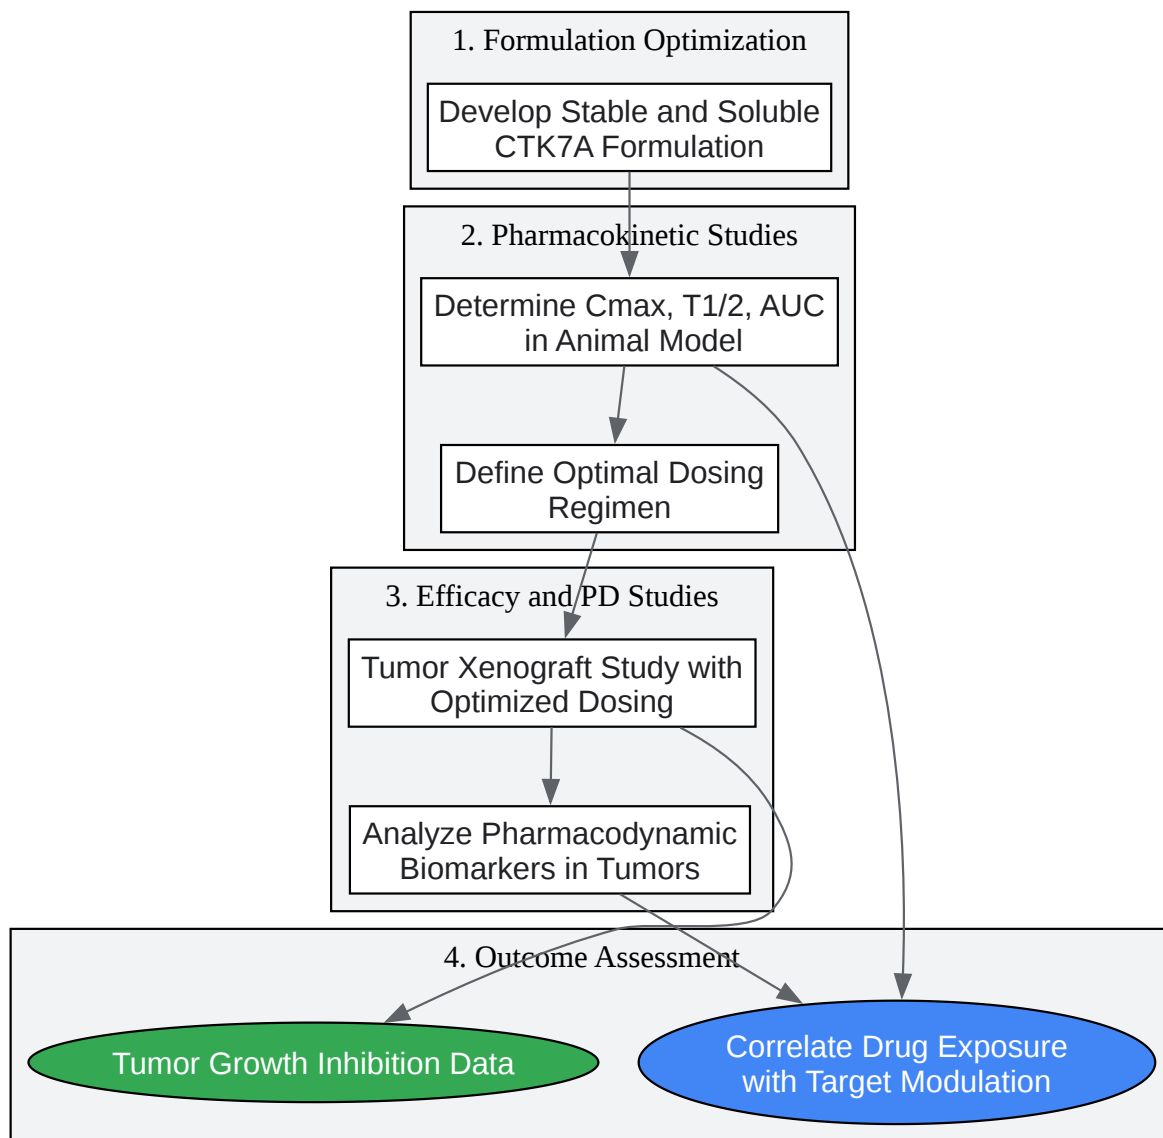 1. Formulation Optimization
Develop Stable and Soluble
CTK7A Formulation
2. Pharmacokinetic Studies
Determine Cmax, T1/2, AUC
in Animal Model
Define Optimal Dosing
Regimen
3. Efficacy and PD Studies
Tumor Xenograft Study with
Optimized Dosing
Analyze Pharmacodynamic
Biomarkers in Tumors
4. Outcome Assessment
Tumor Growth Inhibition Data
Correlate Drug Exposure
with Target Modulation